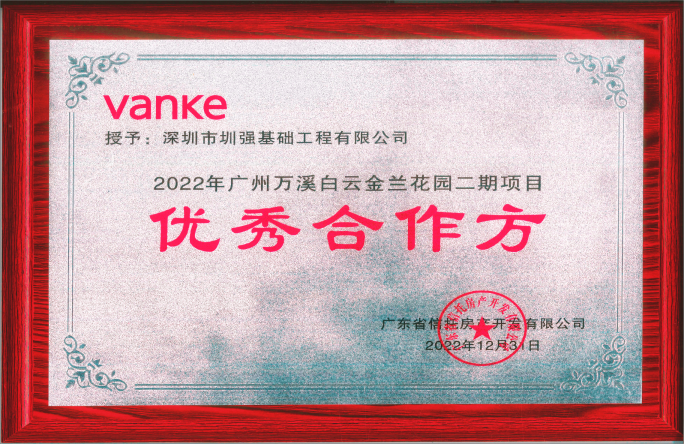 vanke
授予：深圳市圳强基础工程有限公司
2022年广州万溪白云金兰花园二期项目
优秀合作方
广东省信托房产开发有限公司
2022年12月31日